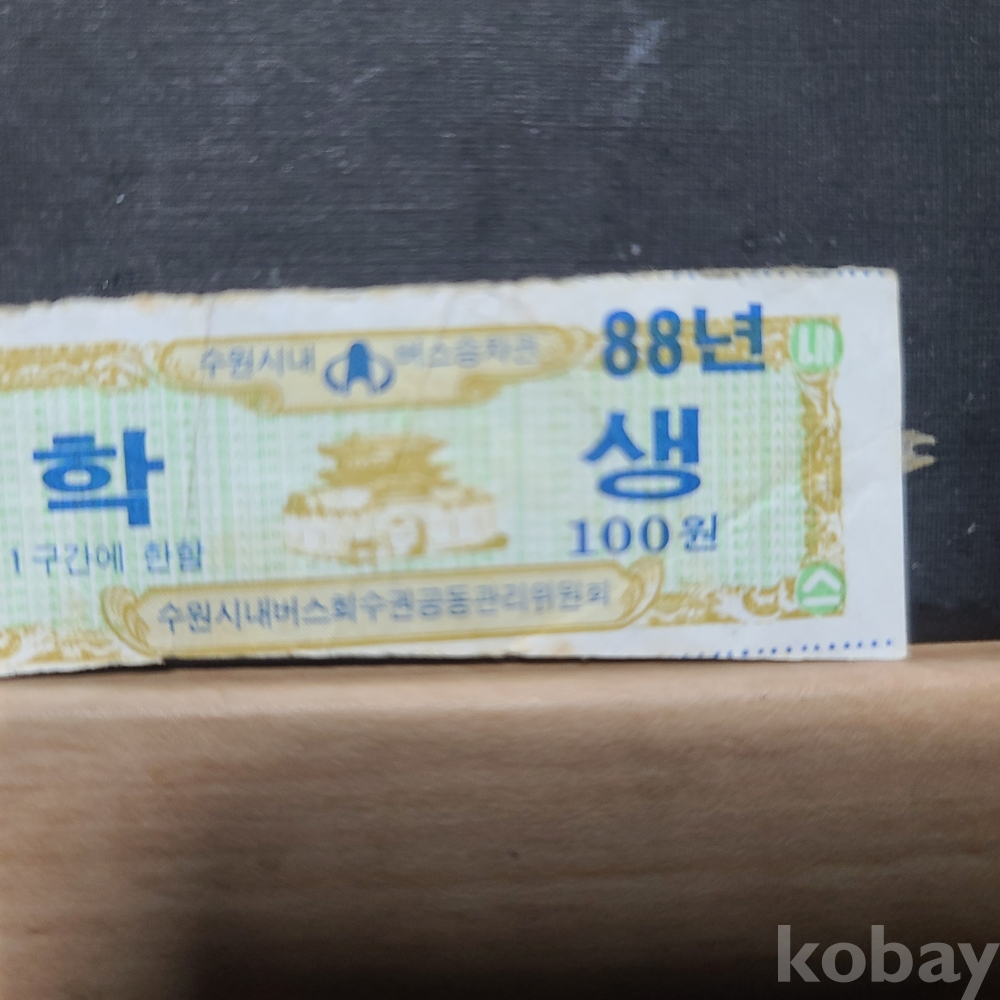 수원시내 버스승차권
88년
내
학 생
1구간에 한함
100원
수원시내버스회수권공동관리위원회
kobay